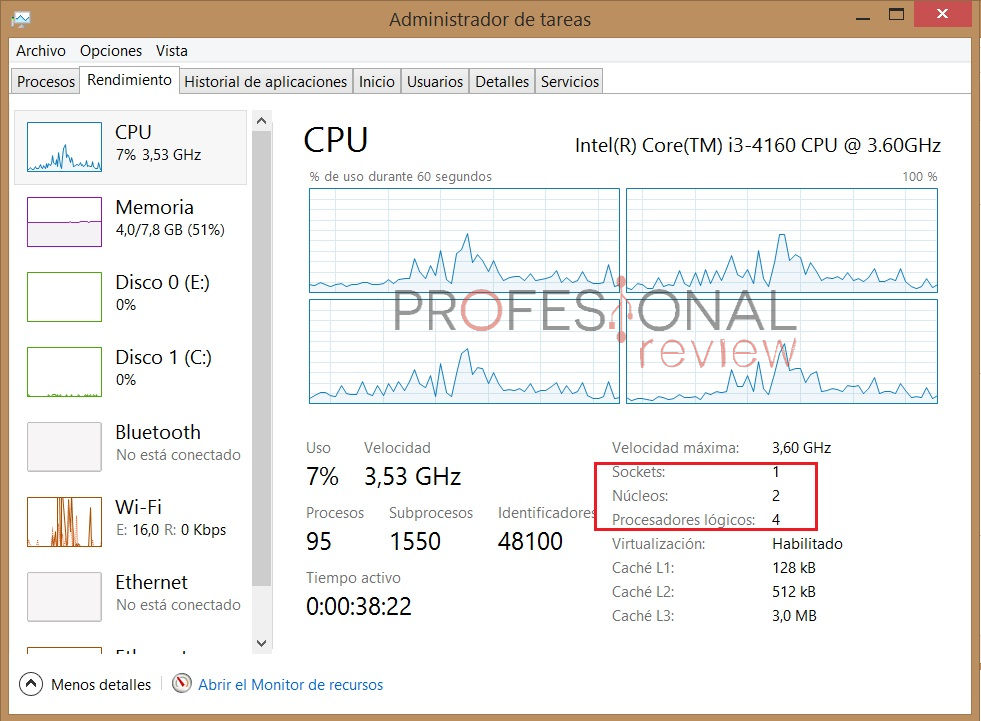 Administrador de tareas
Archivo Opciones Vista
Procesos Rendimiento Historial de aplicaciones Inicio Usuarios Detalles Servicios
CPU
7% 3,53 GHz
Memoria
4,0/7,8 GB (51%)
Disco 0 (E:)
0%
Disco 1 (C:)
0%
Bluetooth
No está conectado
Wi-Fi
E: 16,0 R: 0 Kbps
Ethernet
No está conectado
CPU
Intel(R) Core(TM) i3-4160 CPU @ 3.60GHz
% de uso durante 60 segundos 100 %
PROFESIONAL
review
Uso Velocidad
7% 3,53 GHz
Procesos Subprocesos Identificadores
95 1550 48100
Tiempo activo
0:00:38:22
Velocidad máxima: 3,60 GHz
Sockets: 1
Núcleos: 2
Procesadores lógicos: 4
Virtualización: Habilitado
Caché L1: 128 kB
Caché L2: 512 kB
Caché L3: 3,0 MB
Menos detalles Abrir el Monitor de recursos